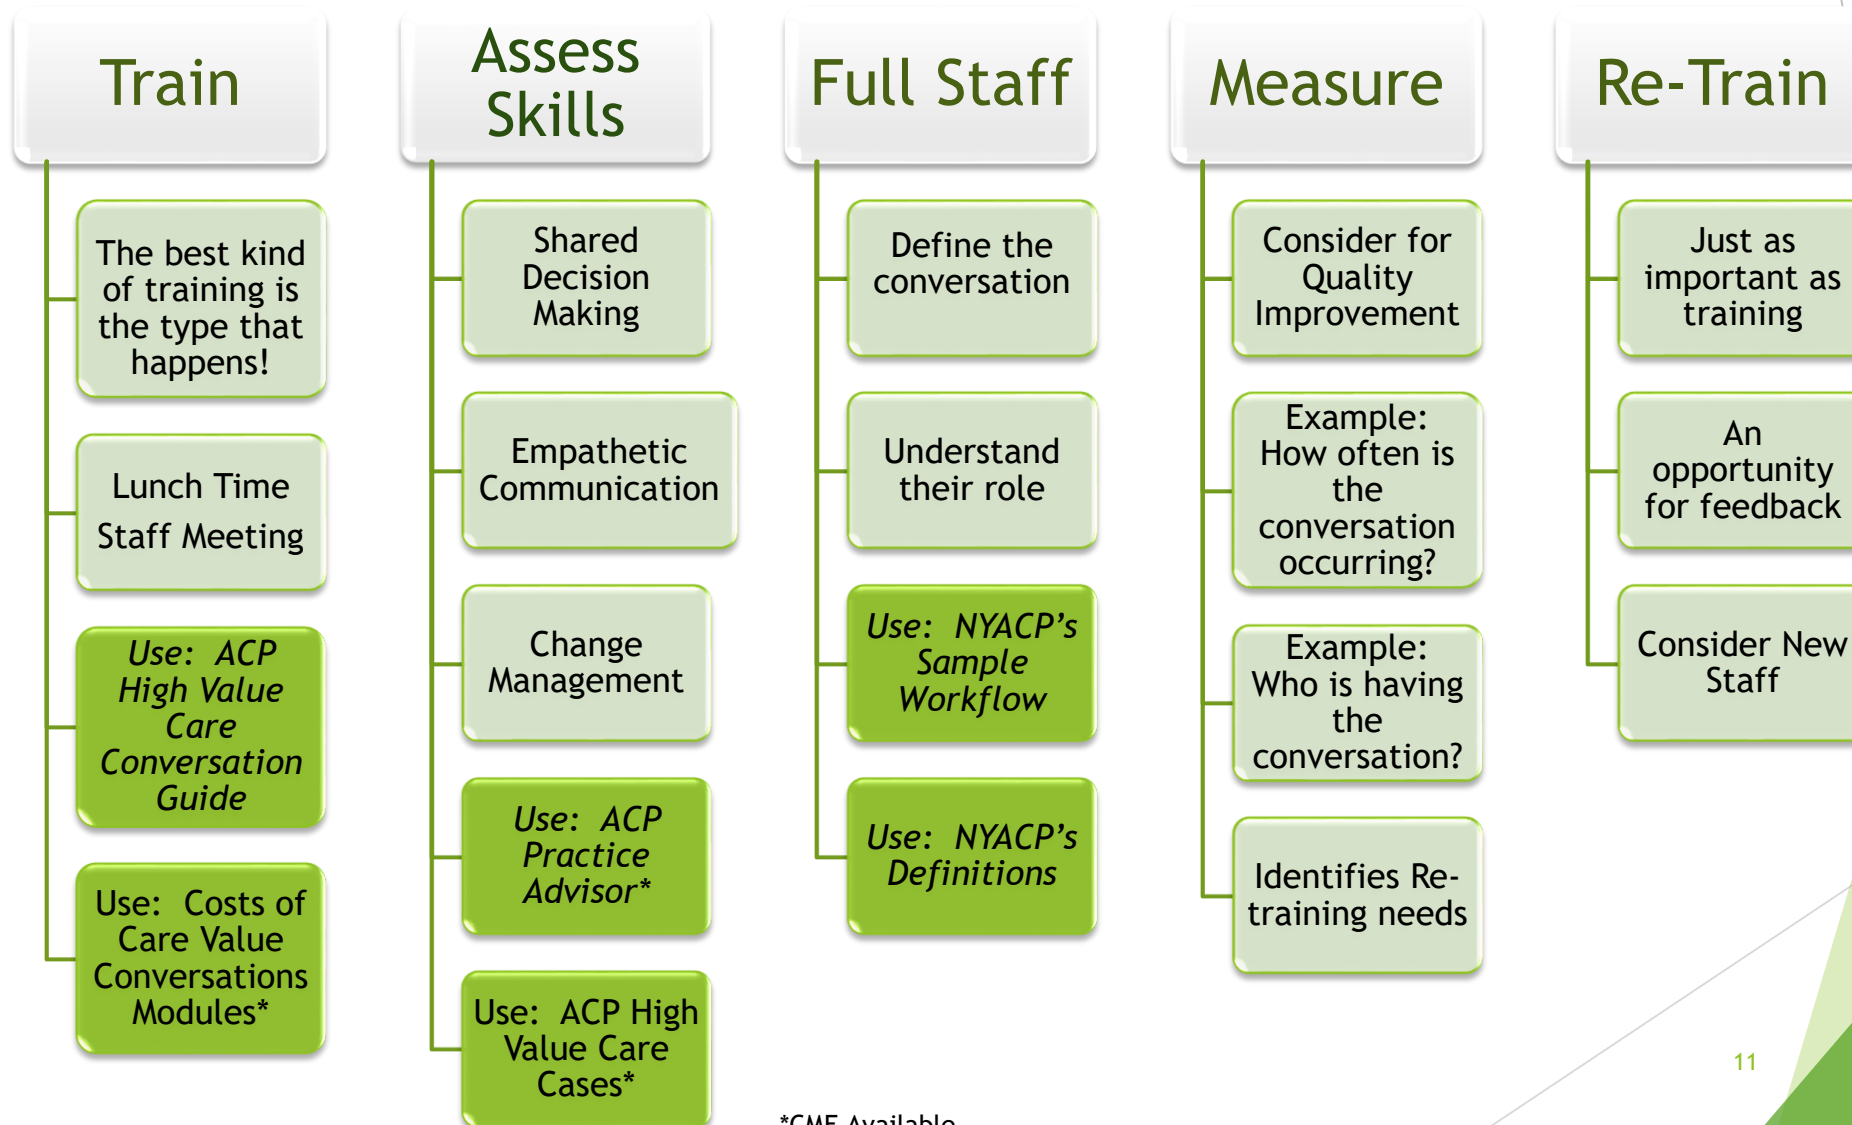 Train
The best kind
of training is
the type that
happens!
Lunch Time
Staff Meeting
Use: ACP
High Value
Care
Conversation
Guide
Use: Costs of
Care Value
Conversations
Modules*
Assess
Skills
Shared
Decision
Making
Empathetic
Communication
Change
Management
Use: ACP
Practice
Advisor*
Use: ACP High
Value Care
Cases*
Full Staff
Define the
conversation
Understand
their role
Use: NYACP’s
Sample
Workflow
Use: NYACP’s
Definitions
Measure
Consider for
Quality
Improvement
Example:
How often is
the
conversation
occurring?
Example:
Who is having
the
conversation?
Identifies Re-
training needs
Re-Train
Just as
important as
training
An
opportunity
for feedback
Consider New
Staff
*CME Available
11